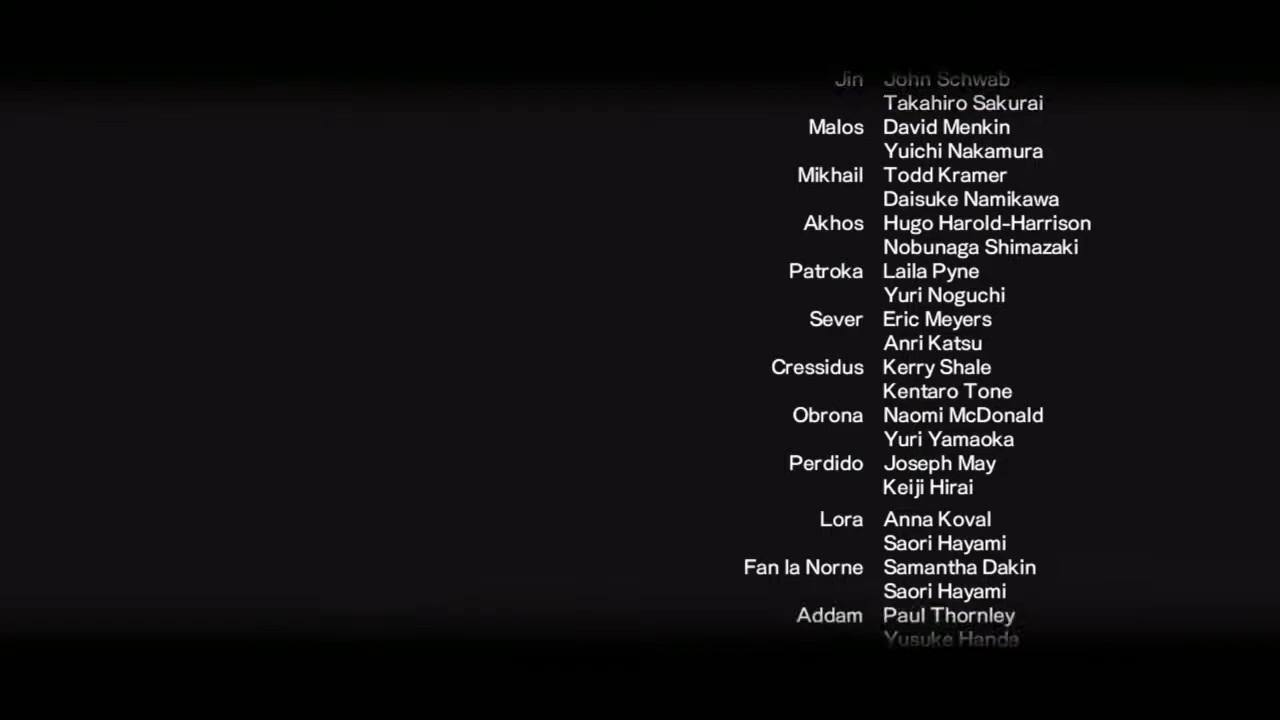 Jin John Schwab
Takahiro Sakurai
Malos David Menkin
Yuichi Nakamura
Mikhail Todd Kramer
Daisuke Namikawa
Akhos Hugo Harold-Harrison
Nobunaga Shimazaki
Patroka Laila Pyne
Yuri Noguchi
Sever Eric Meyers
Anri Katsu
Cressidus Kerry Shale
Kentaro Tone
Obrona Naomi McDonald
Yuri Yamaoka
Perdido Joseph May
Keiji Hirai
Lora Anna Koval
Saori Hayami
Fan la Norne Samantha Dakin
Saori Hayami
Addam Paul Thornley
Yusuke Handa